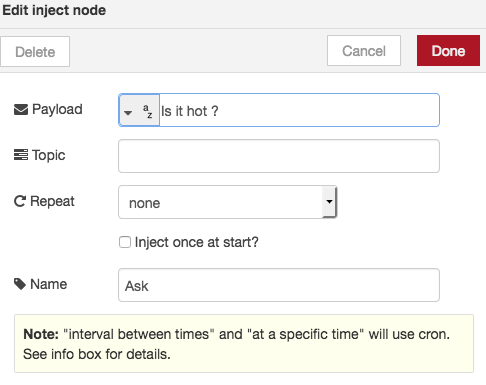 Edit inject node
Delete Cancel Done
Payload az Is it hot ?
Topic
Repeat none
Inject once at start?
Name Ask
Note: "interval between times" and "at a specific time" will use cron.
See info box for details.